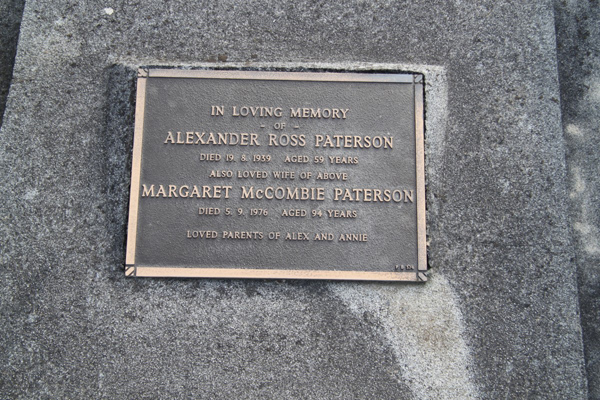 IN LOVING MEMORY
- OF -
ALEXANDER ROSS PATERSON
DIED 19. 8. 1939 AGED 59 YEARS
ALSO LOVED WIFE OF ABOVE
MARGARET McCOMBIE PATERSON
DIED 5. 9. 1976 AGED 94 YEARS
LOVED PARENTS OF ALEX AND ANNIE